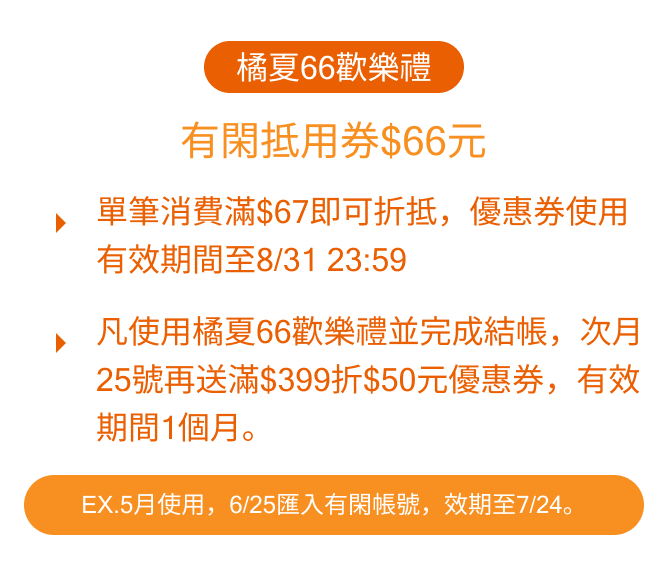 橘夏66歡樂禮
有閑抵用券$66元
單筆消費滿$67即可折抵，優惠券使用
有效期間至8/31 23:59
凡使用橘夏66歡樂禮並完成結帳，次月
25號再送滿$399折$50元優惠券，有效
期間1個月。
EX.5月使用，6/25匯入有閑帳號，效期至7/24。